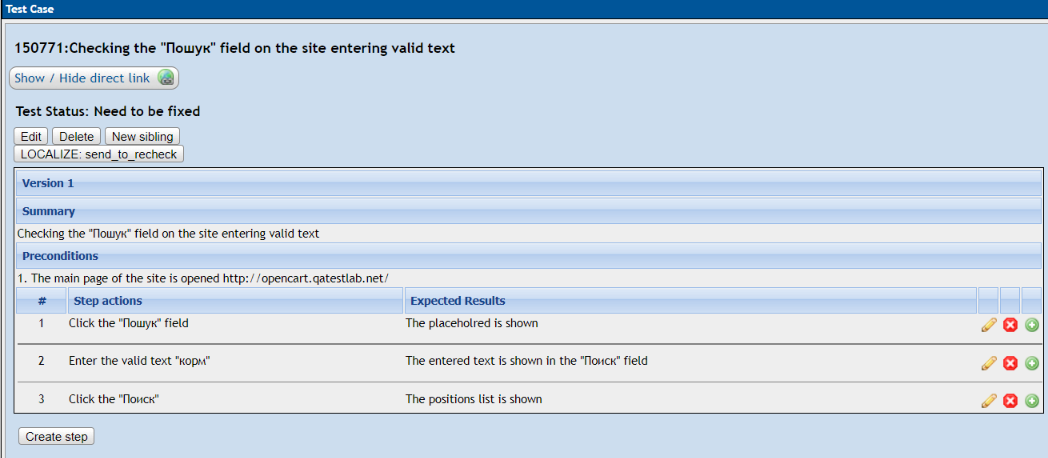 Test Case
150771:Checking the "Пошук" field on the site entering valid text
Show / Hide direct link
Test Status: Need to be fixed
Edit Delete New sibling
LOCALIZE: send_to_recheck
Version 1
Summary
Checking the "Пошук" field on the site entering valid text
Preconditions
1. The main page of the site is opened http://opencart.qatestlab.net/
# Step actions Expected Results
1 Click the "Пошук" field The placeholred is shown
2 Enter the valid text "корм" The entered text is shown in the "Поиск" field
3 Click the "Поиск" The positions list is shown
Create step